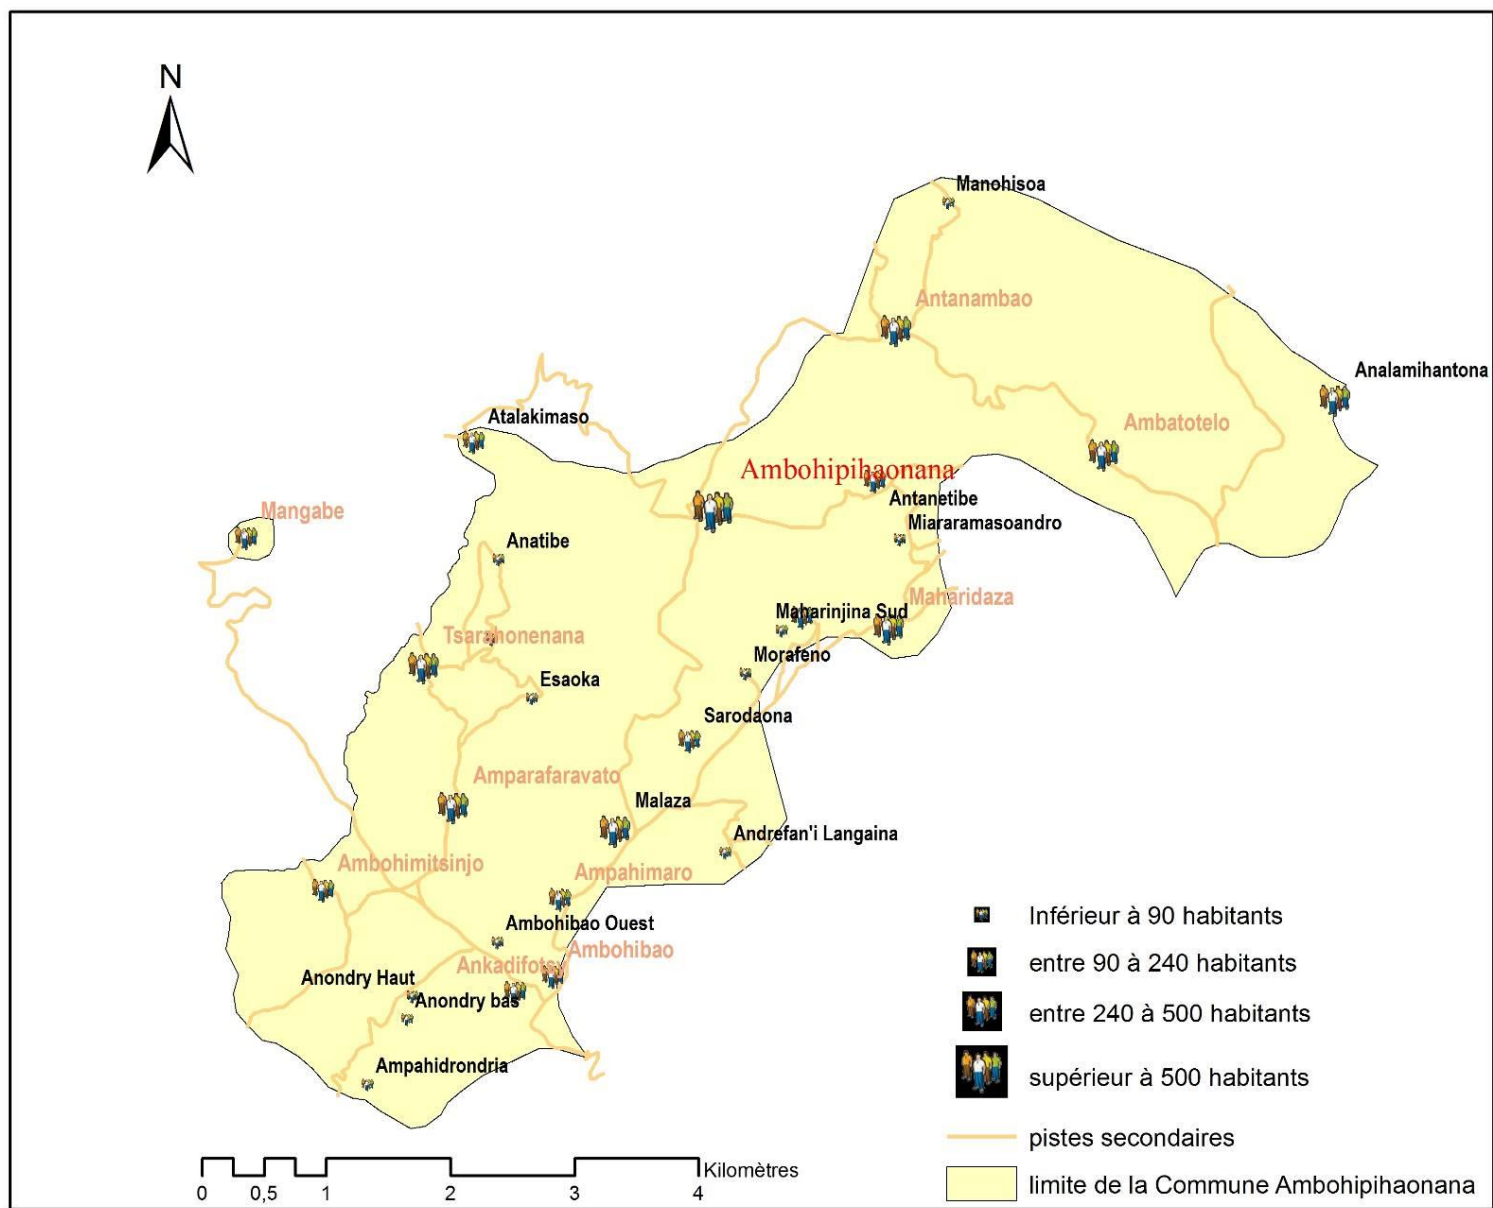 N
Manohisoa
Antanambao
Analamihantona
Atalakimaso
Ambatotelo
Ambohipihaonana
Antanetibe
Mangabe
Miararamasoandro
Anatibe
Maharidaza
Maharinjina Sud
Tsarahonenana
Morafeno
Esaoka
Sarodaona
Amparafaravato
Malaza
Andrefan'i Langaina
Ambohimitsinjo
Ampahimaro
Ambohibao Ouest
Ambohibao
Ankadifotsy
Anondry Haut
Anondry bas
Ampahidrondria
Inférieur à 90 habitants
entre 90 à 240 habitants
entre 240 à 500 habitants
supérieur à 500 habitants
pistes secondaires
limite de la Commune Ambohipihaonana
Kilomètres
0 0,5 1 2 3 4